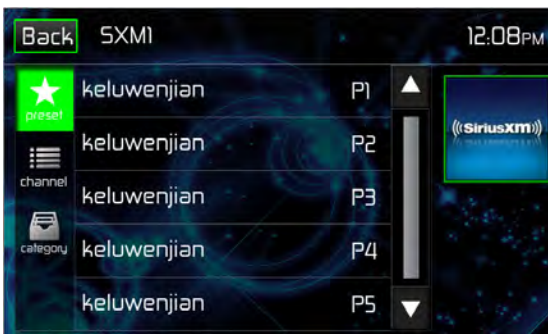 Back SXM1 12:08PM
preset
channel
category
keluwenjian P1
keluwenjian P2
keluwenjian P3
keluwenjian P4
keluwenjian P5
((SiriusXM))